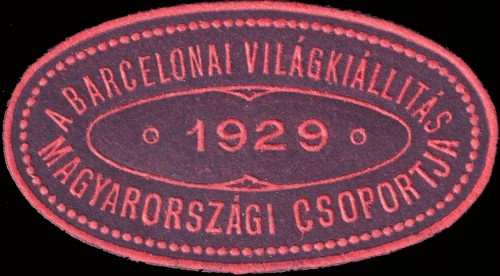 A BARCELONAI VILÁGKIÁLLITÁS
1929
MAGYARORSZÁGI CSOPORTJA